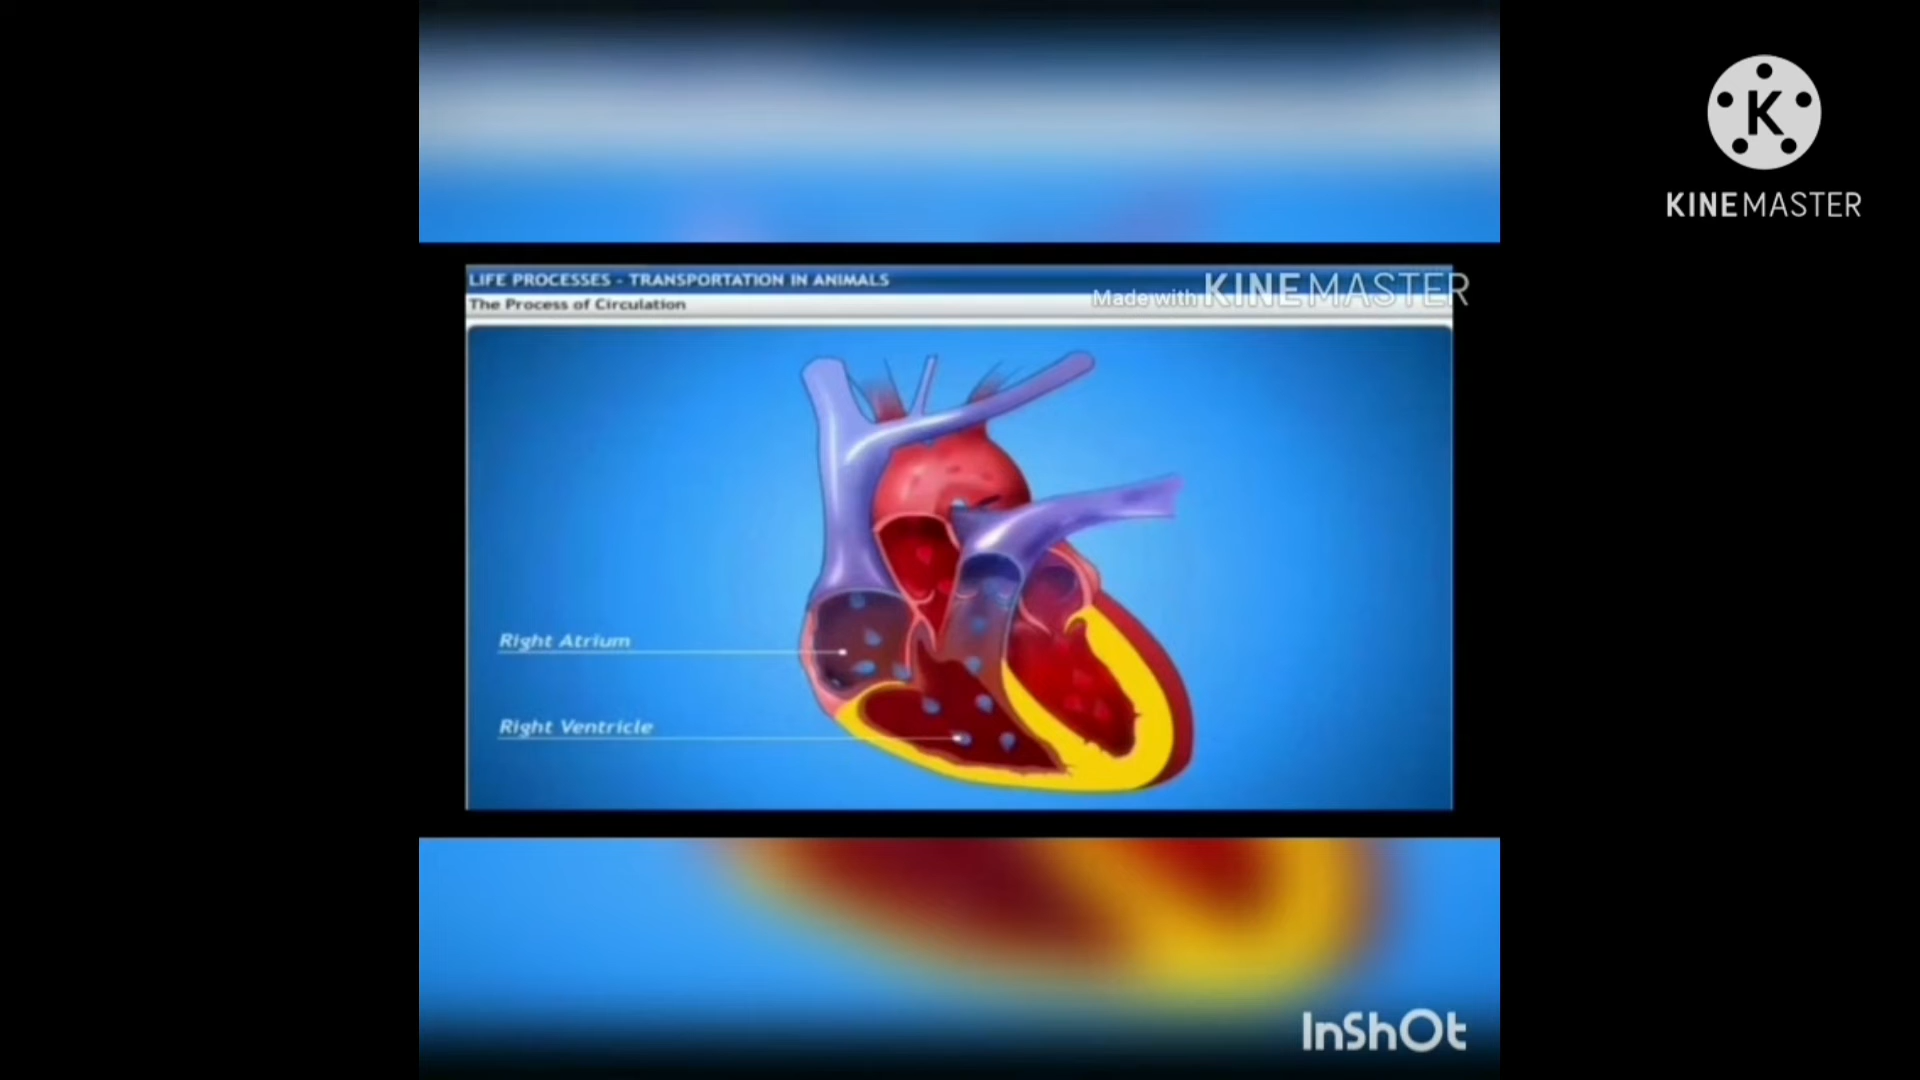 K
KINEMASTER
LIFE PROCESSES - TRANSPORTATION IN ANIMALS
Made with KINEMASTER
The Process of Circulation
Right Atrium
Right Ventricle
InShOt